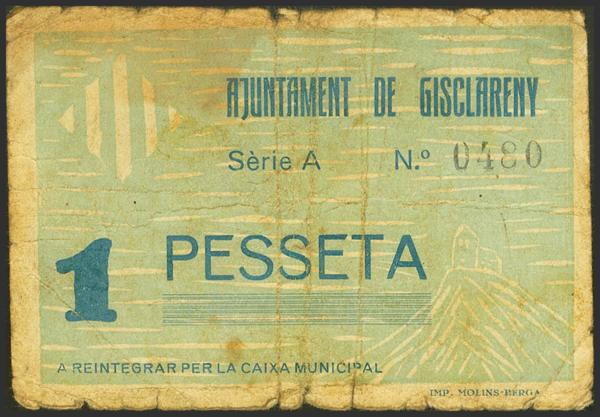 AJUNTAMENT DE GISCLARENY
Sèrie A N.º 0480
1 PESSETA
A REINTEGRAR PER LA CAIXA MUNICIPAL
IMP. MOLINS-BERGA